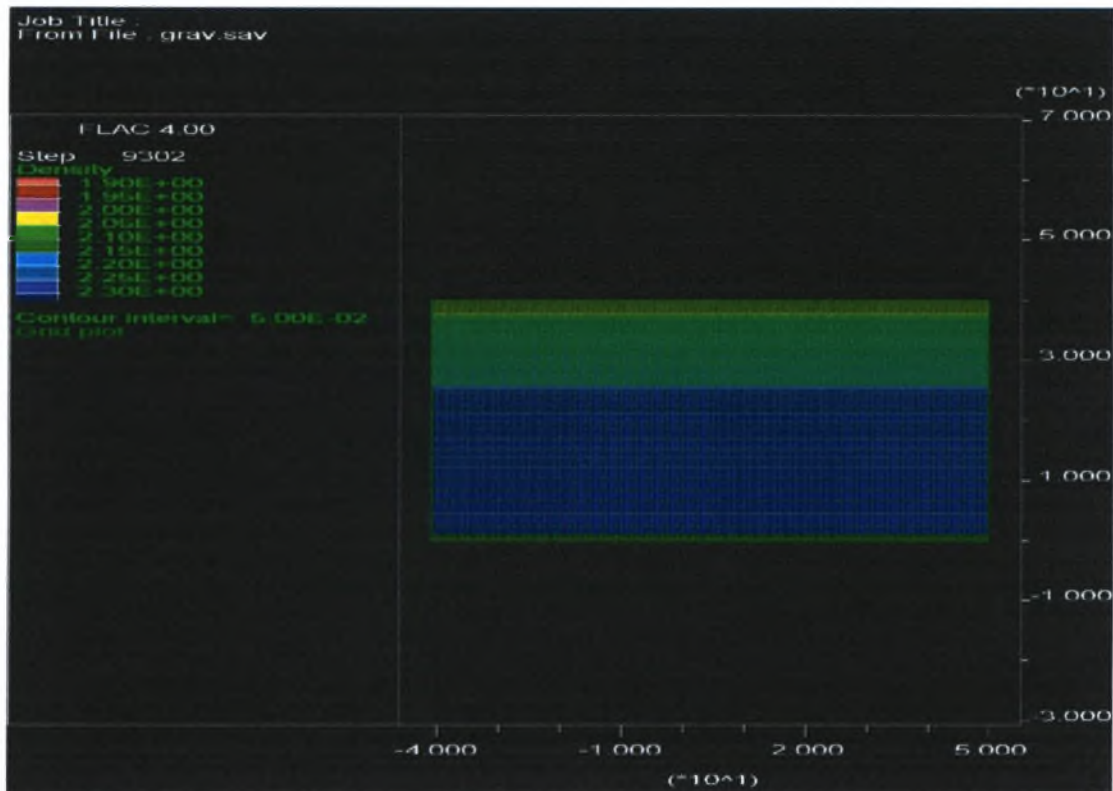 Job Title :
From File : grav.sav
(*10^1)
FLAC 4.00
Step 9302
Density
1.90E+00
1.95E+00
2.00E+00
2.05E+00
2.10E+00
2.15E+00
2.20E+00
2.25E+00
2.30E+00
Contour interval= 5.00E-02
Grid plot
7.000
5.000
3.000
1.000
-1.000
-3.000
-4.000 -1.000 2.000 5.000
(*10^1)